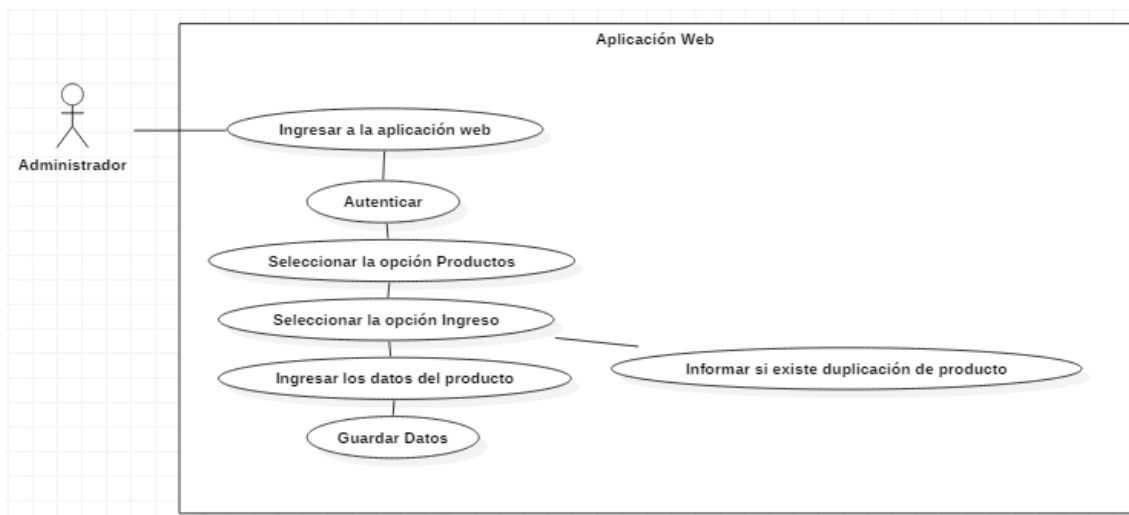 Aplicación Web
Administrador
Ingresar a la aplicación web
Autenticar
Seleccionar la opción Productos
Seleccionar la opción Ingreso
Informar si existe duplicación de producto
Ingresar los datos del producto
Guardar Datos